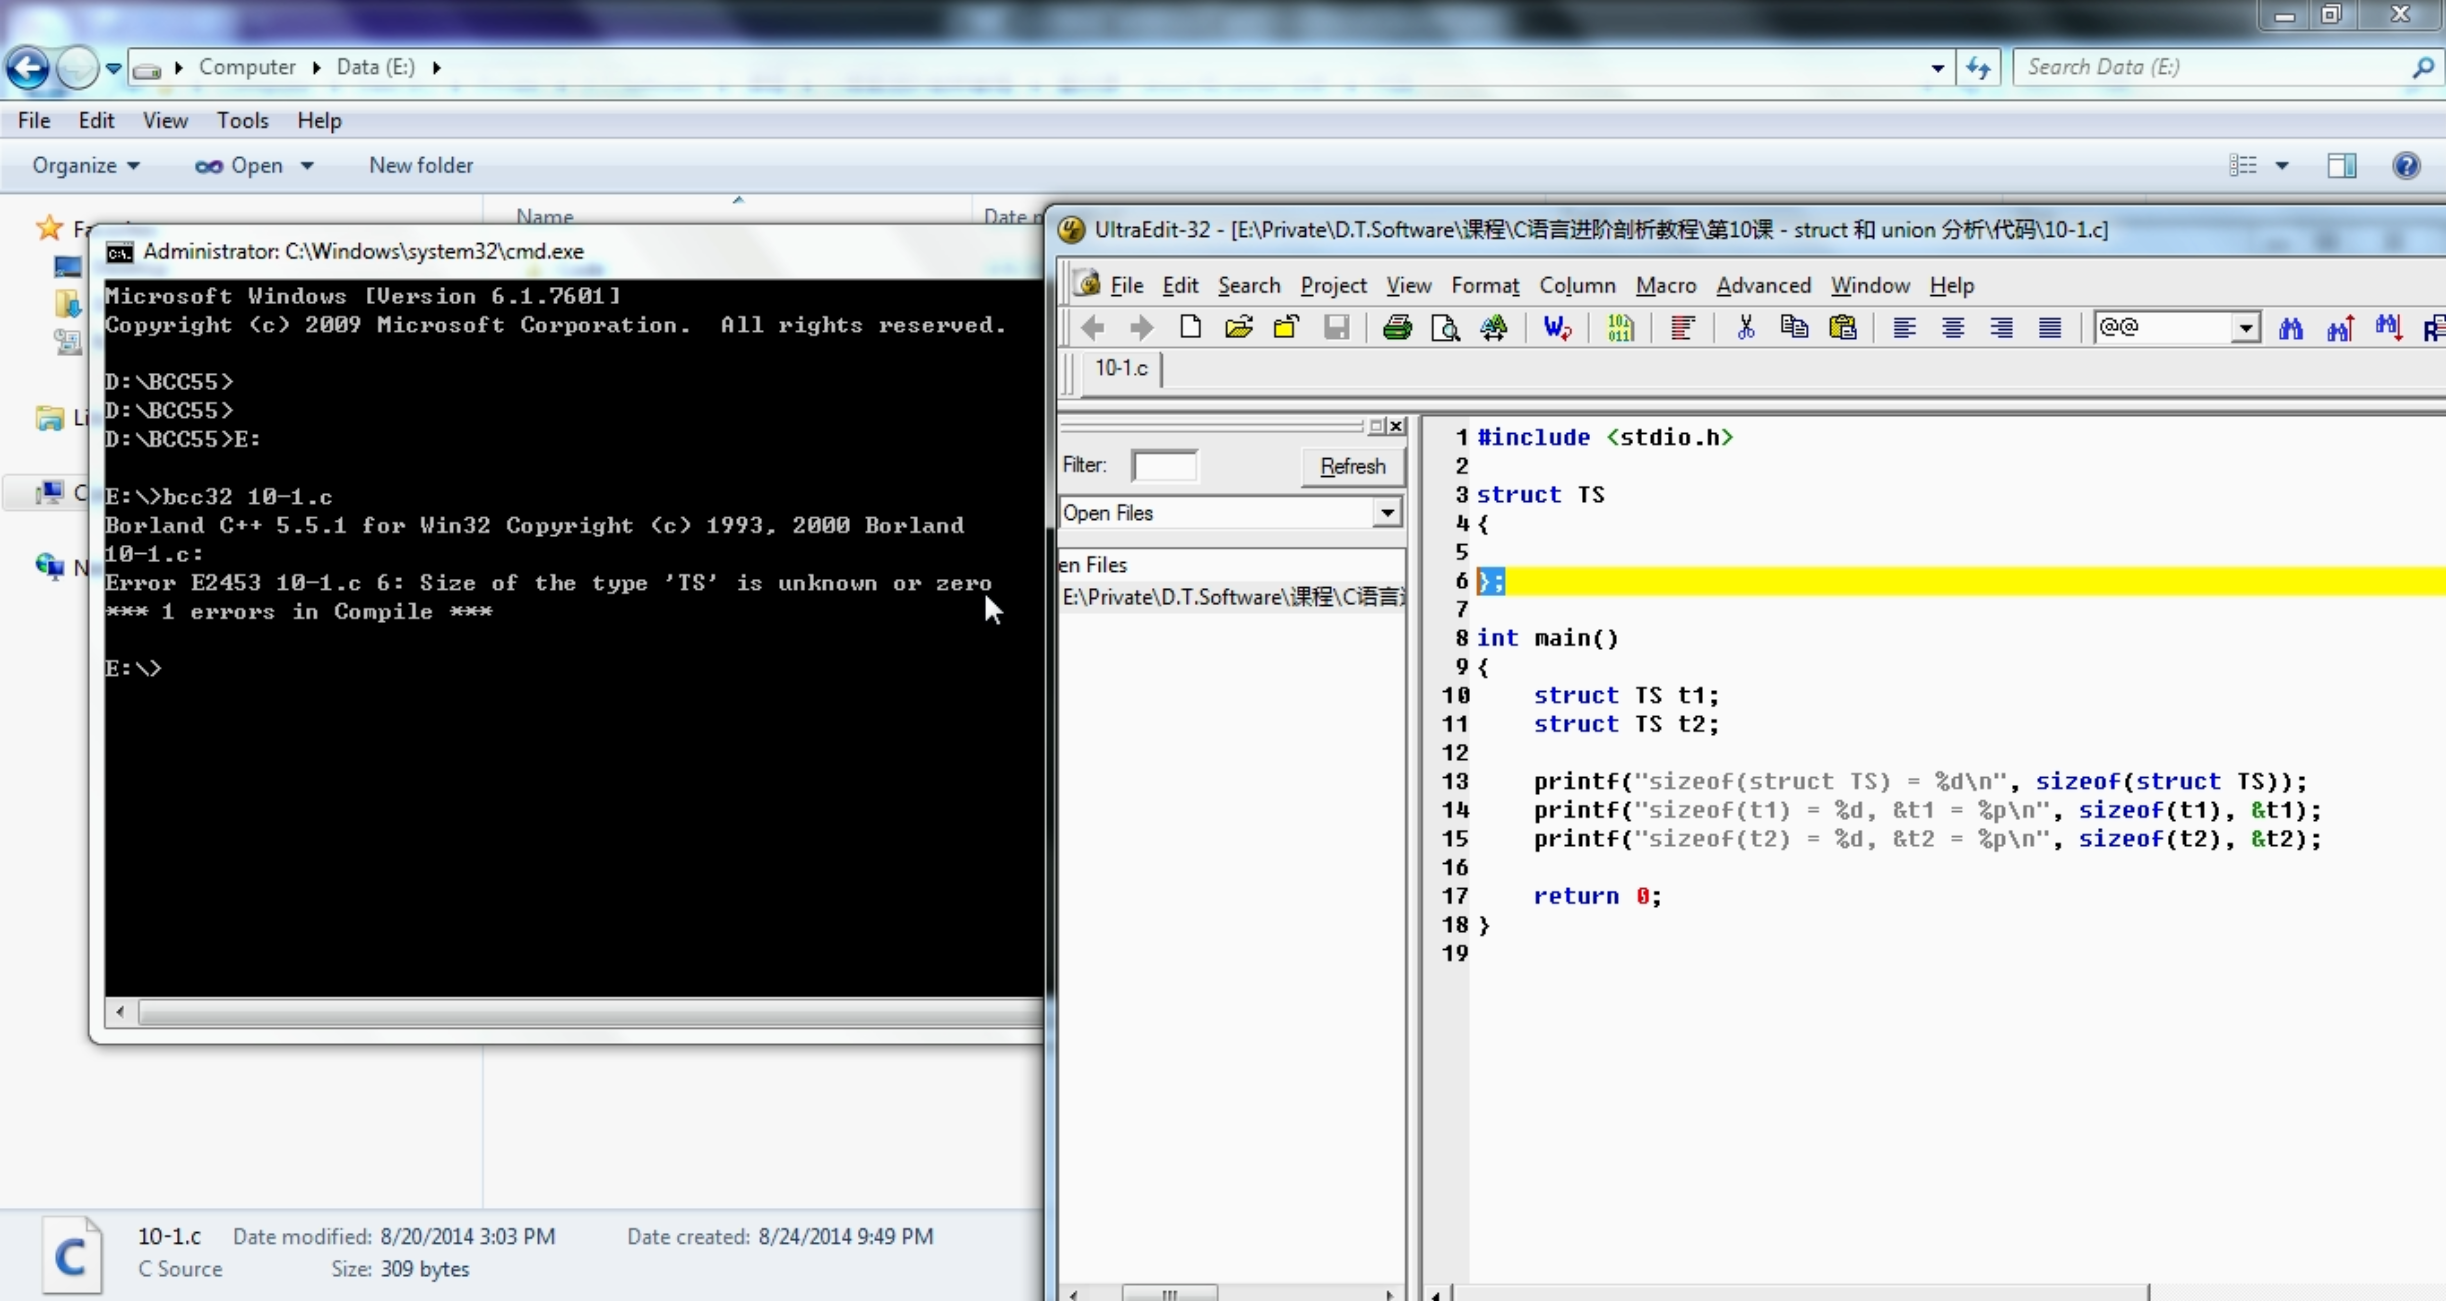 Computer Data (E:)
Search Data (E:)
File Edit View Tools Help
Organize Open New folder
Name
Administrator: C:\Windows\system32\cmd.exe
Microsoft Windows [Version 6.1.7601]
Copyright (c) 2009 Microsoft Corporation.  All rights reserved.
D:\BCC55>
D:\BCC55>
D:\BCC55>E:
E:\>bcc32 10-1.c
Borland C++ 5.5.1 for Win32 Copyright (c) 1993, 2000 Borland
10-1.c:
Error E2453 10-1.c 6: Size of the type 'TS' is unknown or zero
*** 1 errors in Compile ***
E:\>
10-1.c Date modified: 8/20/2014 3:03 PM Date created: 8/24/2014 9:49 PM
C Source Size: 309 bytes
UltraEdit-32 - [E:\Private\D.T.Software\课程\C语言进阶剖析教程\第10课 - struct 和 union 分析\代码\10-1.c]
File Edit Search Project View Format Column Macro Advanced Window Help
@@
10-1.c
Filter: Refresh
Open Files
en Files
E:\Private\D.T.Software\课程\C语言
1 #include <stdio.h>
2
3 struct TS
4 {
5
6 };
7
8 int main()
9 {
10     struct TS t1;
11     struct TS t2;
12
13     printf("sizeof(struct TS) = %d\n", sizeof(struct TS));
14     printf("sizeof(t1) = %d, &t1 = %p\n", sizeof(t1), &t1);
15     printf("sizeof(t2) = %d, &t2 = %p\n", sizeof(t2), &t2);
16
17     return 0;
18 }
19